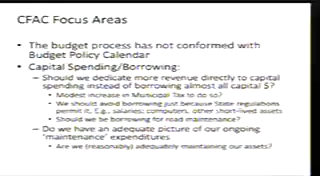 CFAC Focus Areas
• The budget process has not conformed with
Budget Policy Calendar
• Capital Spending/Borrowing:
– Should we dedicate more revenue directly to capital
spending instead of borrowing almost all capital $?
• Modest increase in Municipal Tax to do so?
• We should avoid borrowing just because State regulations
permit it, E.g., salaries, computers, other short-lived assets
• Should we be borrowing for road maintenance?
– Do we have an adequate picture of our ongoing
"maintenance" expenditures
• Are we (reasonably) adequately maintaining our assets?